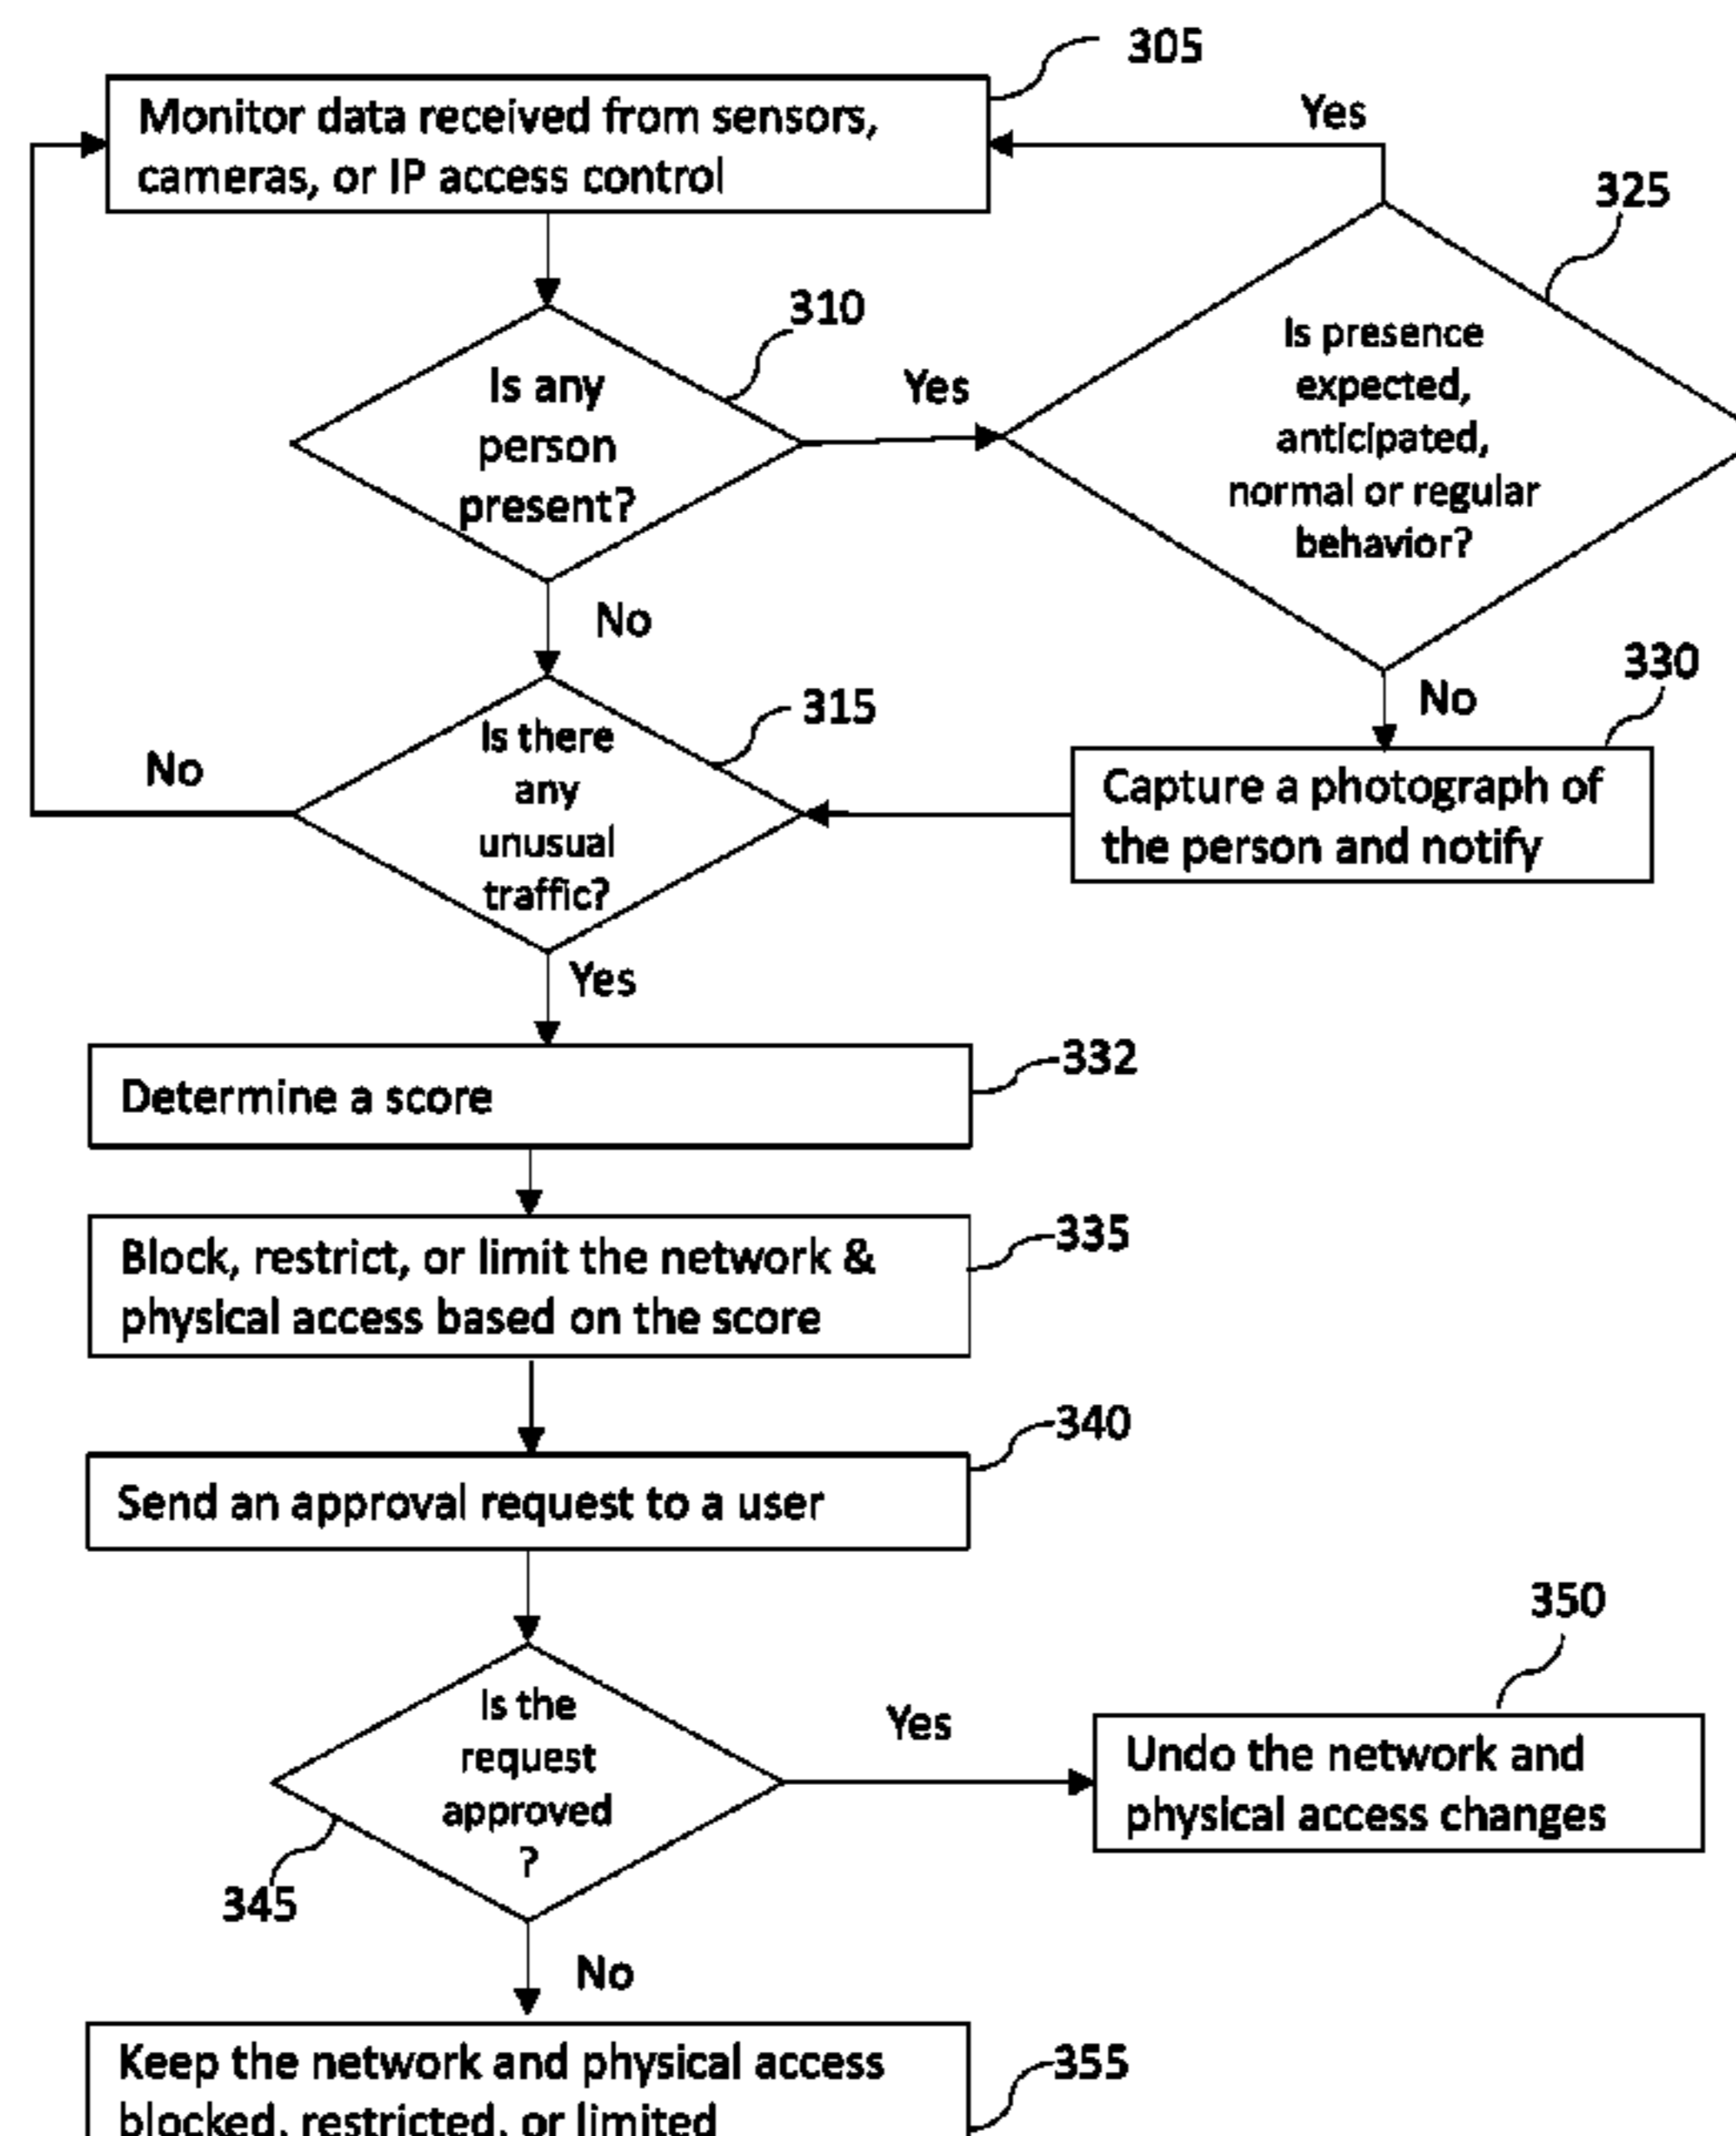 305
Monitor data received from sensors,
cameras, or IP access control
Yes
325
310
Is any
person
present?
Yes
Is presence
expected,
anticipated,
normal or regular
behavior?
No
No
330
315
Is there
any
unusual
traffic?
No
Capture a photograph of
the person and notify
Yes
332
Determine a score
335
Block, restrict, or limit the network &
physical access based on the score
340
Send an approval request to a user
350
Is the
request
approved
?
Yes
Undo the network and
physical access changes
345
No
355
Keep the network and physical access
blocked, restricted, or limited